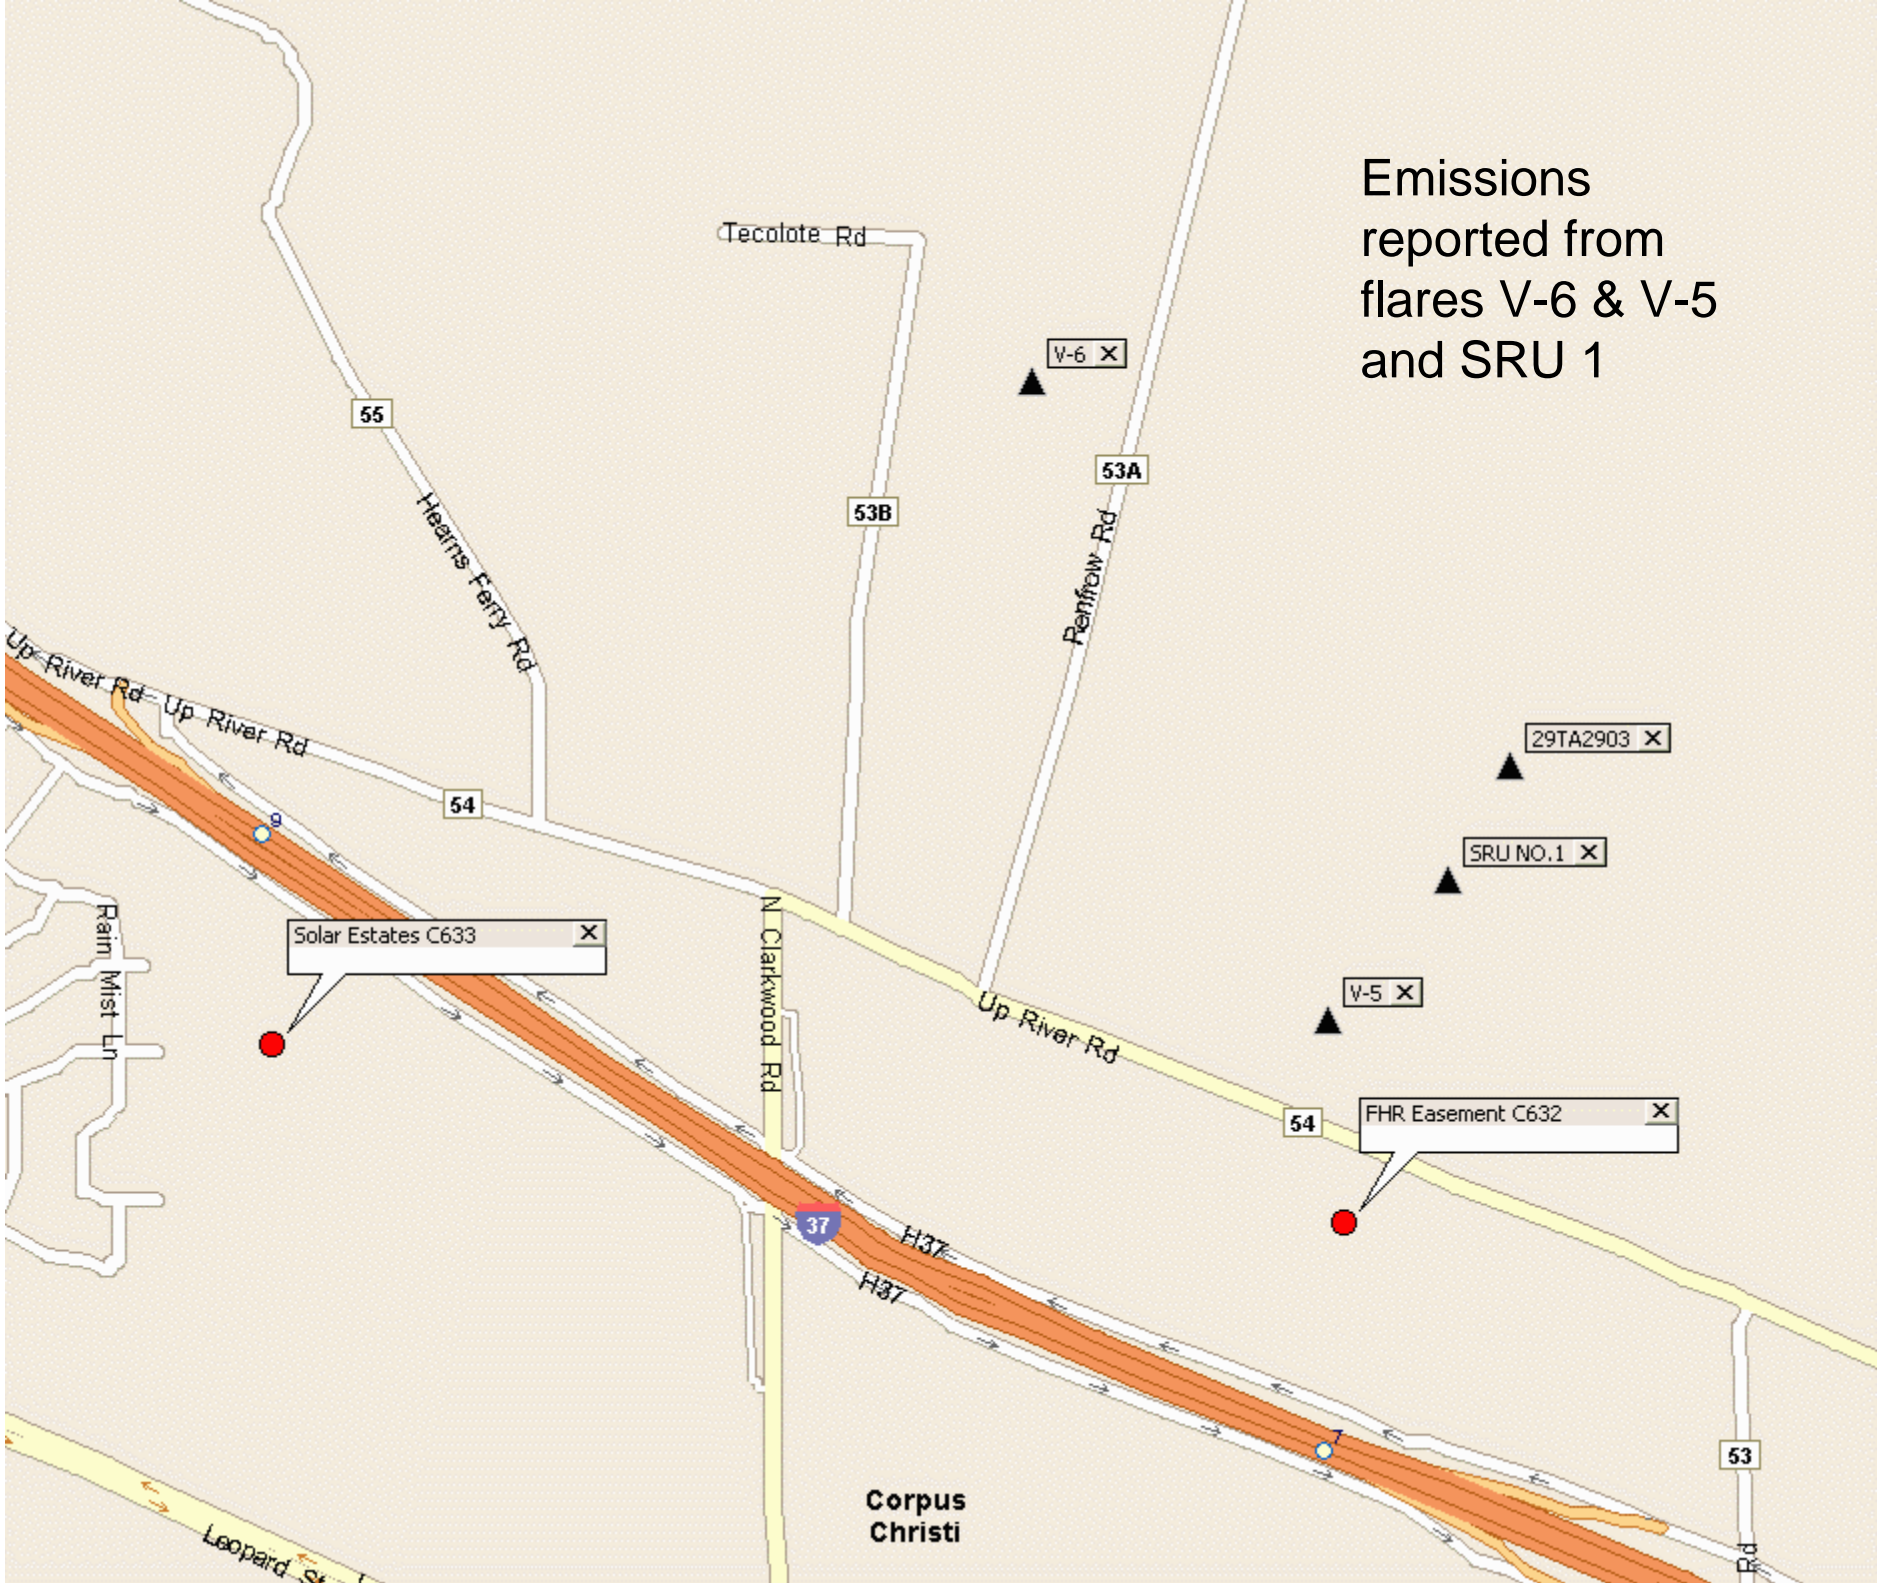 Emissions
reported from
flares V-6 & V-5
and SRU 1
Tecolote Rd
V-6
55
53A
53B
Hearns Ferry Rd
Renfrow Rd
Up River Rd
Up River Rd
29TA2903
54
9
SRU NO.1
Rain Mist Ln
Solar Estates C633
N Clarkwood Rd
V-5
Up River Rd
54
FHR Easement C632
37
H37
H37
7
53
Corpus
Christi
Leopard St
Rd